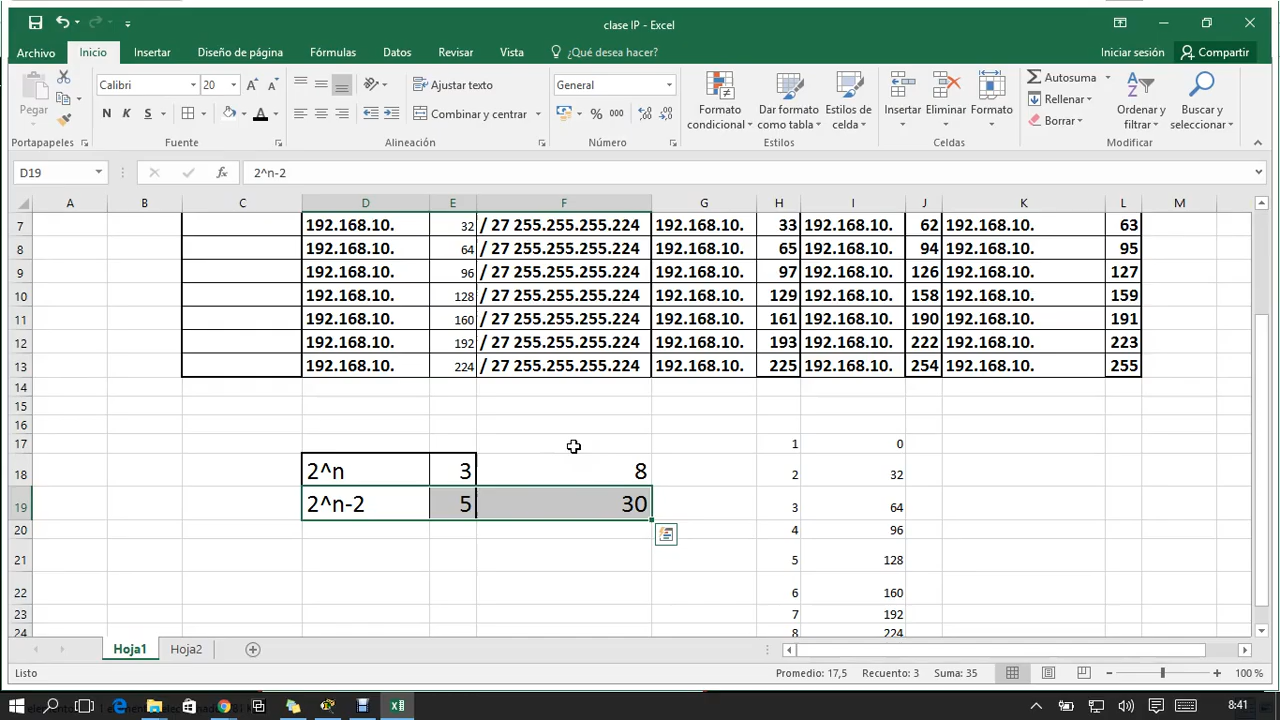 clase IP - Excel
Archivo Inicio Insertar Diseño de página Fórmulas Datos Revisar Vista ¿Qué desea hacer? Iniciar sesión Compartir
Pegar
Calibri 20
N K S
Ajustar texto
Combinar y centrar
General
Formato condicional
Dar formato como tabla
Estilos de celda
Insertar Eliminar Formato
Autosuma
Rellenar
Borrar
Ordenar y filtrar
Buscar y seleccionar
Portapapeles Fuente Alineación Número Estilos Celdas Modificar
D19 fx 2^n-2
A B C D E F G H I J K L M
7 192.168.10. 32 / 27 255.255.255.224 192.168.10. 33 192.168.10. 62 192.168.10. 63
8 192.168.10. 64 / 27 255.255.255.224 192.168.10. 65 192.168.10. 94 192.168.10. 95
9 192.168.10. 96 / 27 255.255.255.224 192.168.10. 97 192.168.10. 126 192.168.10. 127
10 192.168.10. 128 / 27 255.255.255.224 192.168.10. 129 192.168.10. 158 192.168.10. 159
11 192.168.10. 160 / 27 255.255.255.224 192.168.10. 161 192.168.10. 190 192.168.10. 191
12 192.168.10. 192 / 27 255.255.255.224 192.168.10. 193 192.168.10. 222 192.168.10. 223
13 192.168.10. 224 / 27 255.255.255.224 192.168.10. 225 192.168.10. 254 192.168.10. 255
14
15
16
17 1 0
18 2^n 3 8 2 32
19 2^n-2 5 30 3 64
20 4 96
21 5 128
22 6 160
23 7 192
24 8 224
Hoja1 Hoja2
Listo Promedio: 17,5 Recuento: 3 Suma: 35 100 %
8:41